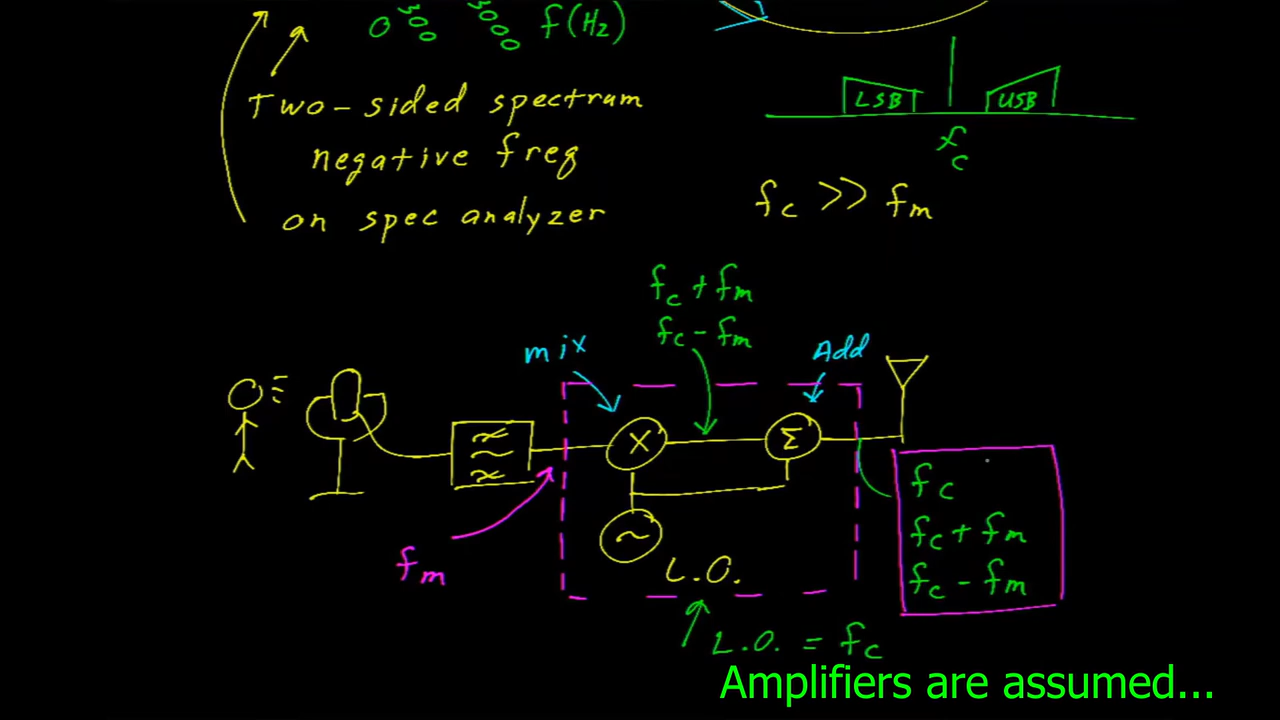 0 300 3000 f(Hz)
Two-sided spectrum
negative freq
on spec analyzer
LSB USB
fc
fc >> fm
fc + fm
fc - fm
mix
Add
X
Σ
~
fm
L.O.
L.O. = fc
fc
fc + fm
fc - fm
Amplifiers are assumed...